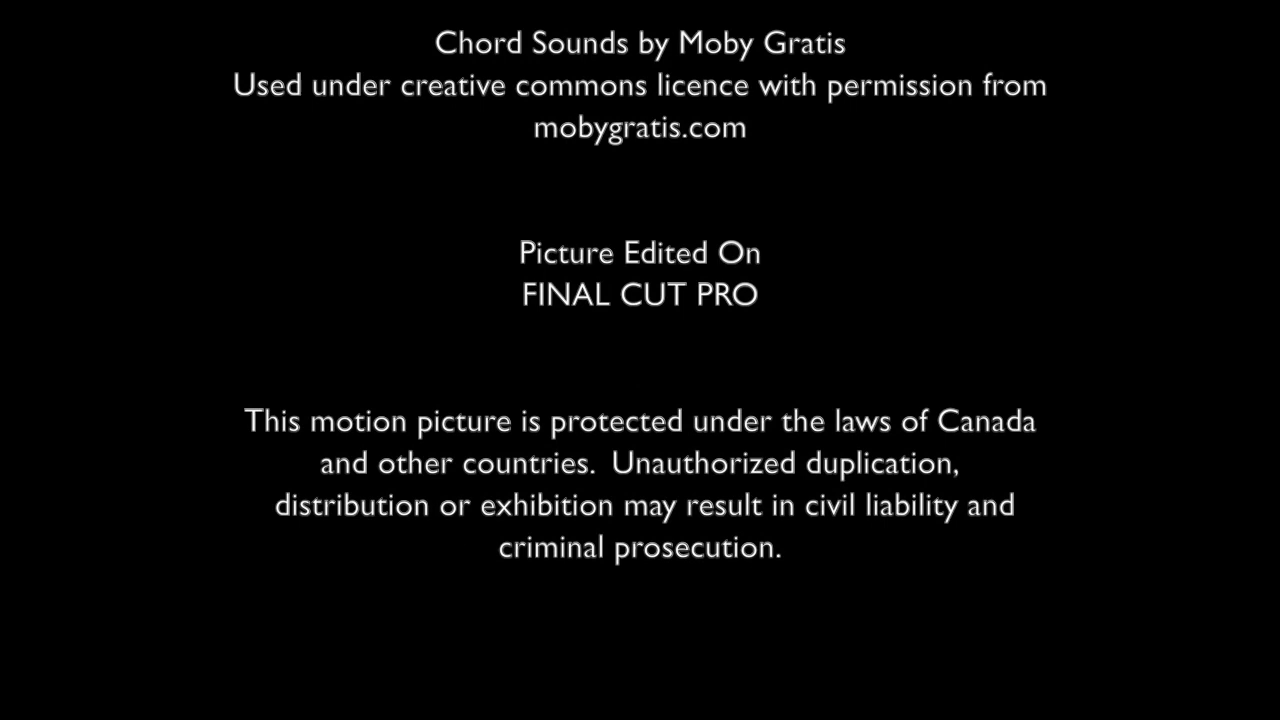 Chord Sounds by Moby Gratis
Used under creative commons licence with permission from
mobygratis.com
Picture Edited On
FINAL CUT PRO
This motion picture is protected under the laws of Canada
and other countries.  Unauthorized duplication,
distribution or exhibition may result in civil liability and
criminal prosecution.